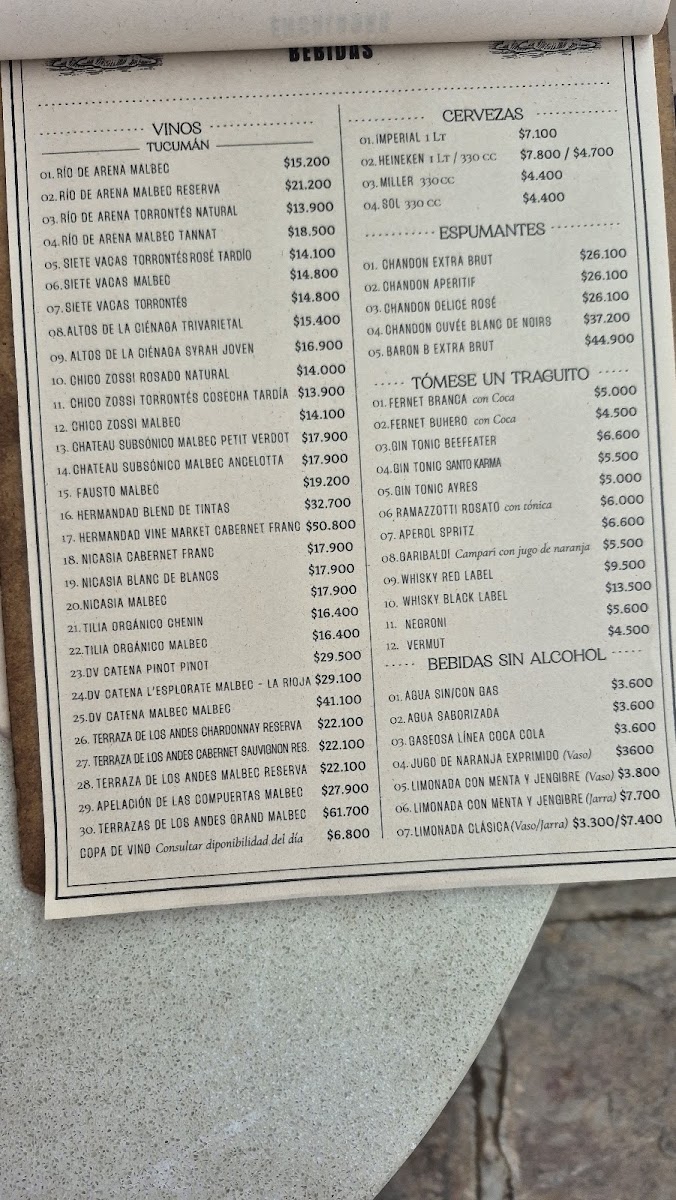 BEBIDAS
VINOS
TUCUMÁN
01. RÍO DE ARENA MALBEC $15.200
02. RÍO DE ARENA MALBEC RESERVA $21.200
03. RÍO DE ARENA TORRONTÉS NATURAL $13.900
04. RÍO DE ARENA MALBEC TANNAT $18.500
05. SIETE VACAS TORRONTÉS ROSÉ TARDÍO $14.100
06. SIETE VACAS MALBEC $14.800
07. SIETE VACAS TORRONTÉS $14.800
08. ALTOS DE LA CIÉNAGA TRIVARIETAL $15.400
09. ALTOS DE LA CIÉNAGA SYRAH JOVEN $16.900
10. CHICO ZOSSI ROSADO NATURAL $14.000
11. CHICO ZOSSI TORRONTÉS COSECHA TARDÍA $13.900
12. CHICO ZOSSI MALBEC $14.100
13. CHATEAU SUBSÓNICO MALBEC PETIT VERDOT $17.900
14. CHATEAU SUBSÓNICO MALBEC ANCELOTTA $17.900
15. FAUSTO MALBEC $19.200
16. HERMANDAD BLEND DE TINTAS $32.700
17. HERMANDAD VINE MARKET CABERNET FRANC $50.800
18. NICASIA CABERNET FRANC $17.900
19. NICASIA BLANC DE BLANCS $17.900
20. NICASIA MALBEC $17.900
21. TILIA ORGÁNICO CHENIN $16.400
22. TILIA ORGÁNICO MALBEC $16.400
23. DV CATENA PINOT PINOT $29.500
24. DV CATENA L'ESPLORATE MALBEC - LA RIOJA $29.100
25. DV CATENA MALBEC MALBEC $41.100
26. TERRAZA DE LOS ANDES CHARDONNAY RESERVA $22.100
27. TERRAZA DE LOS ANDES CABERNET SAUVIGNON RES. $22.100
28. TERRAZA DE LOS ANDES MALBEC RESERVA $22.100
29. APELACIÓN DE LAS COMPUERTAS MALBEC $27.900
30. TERRAZAS DE LOS ANDES GRAND MALBEC $61.700
COPA DE VINO Consultar diponibilidad del día $6.800
CERVEZAS
01. IMPERIAL 1 LT $7.100
02. HEINEKEN 1 LT / 330 CC $7.800 / $4.700
03. MILLER 330 CC $4.400
04. SOL 330 CC $4.400
ESPUMANTES
01. CHANDON EXTRA BRUT $26.100
02. CHANDON APERITIF $26.100
03. CHANDON DELICE ROSÉ $26.100
04. CHANDON CUVÉE BLANC DE NOIRS $37.200
05. BARON B EXTRA BRUT $44.900
TÓMESE UN TRAGUITO
01. FERNET BRANCA con Coca $5.000
02. FERNET BUHERO con Coca $4.500
03. GIN TONIC BEEFEATER $6.600
04. GIN TONIC SANTO KARMA $5.500
05. GIN TONIC AYRES $5.000
06 RAMAZZOTTI ROSATO con tónica $6.000
07. APEROL SPRITZ $6.600
08. GARIBALDI Campari con jugo de naranja $5.500
09. WHISKY RED LABEL $9.500
10. WHISKY BLACK LABEL $13.500
11. NEGRONI $5.600
12. VERMUT $4.500
BEBIDAS SIN ALCOHOL
01. AGUA SIN/CON GAS $3.600
02. AGUA SABORIZADA $3.600
03. GASEOSA LÍNEA COCA COLA $3.600
04. JUGO DE NARANJA EXPRIMIDO (Vaso) $3600
05. LIMONADA CON MENTA Y JENGIBRE (Vaso) $3.800
06. LIMONADA CON MENTA Y JENGIBRE (Jarra) $7.700
07. LIMONADA CLÁSICA (Vaso/Jarra) $3.300/$7.400